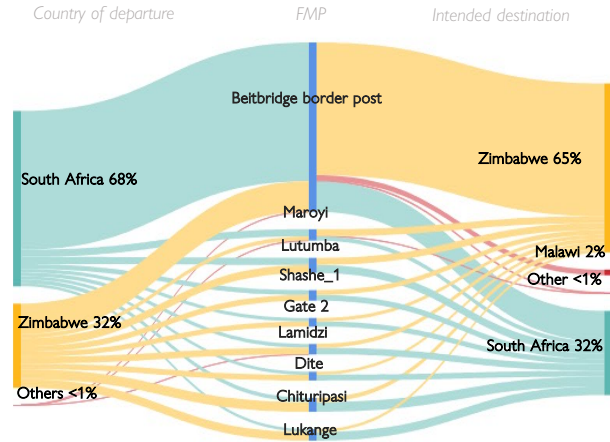 Country of departure FMP Intended destination
Beitbridge border post
Zimbabwe 65%
South Africa 68%
Maroyi
Lutumba
Malawi 2%
Shashe_1
Other <1%
Gate 2
Zimbabwe 32%
Lamidzi
South Africa 32%
Dite
Others <1%
Chituripasi
Lukange